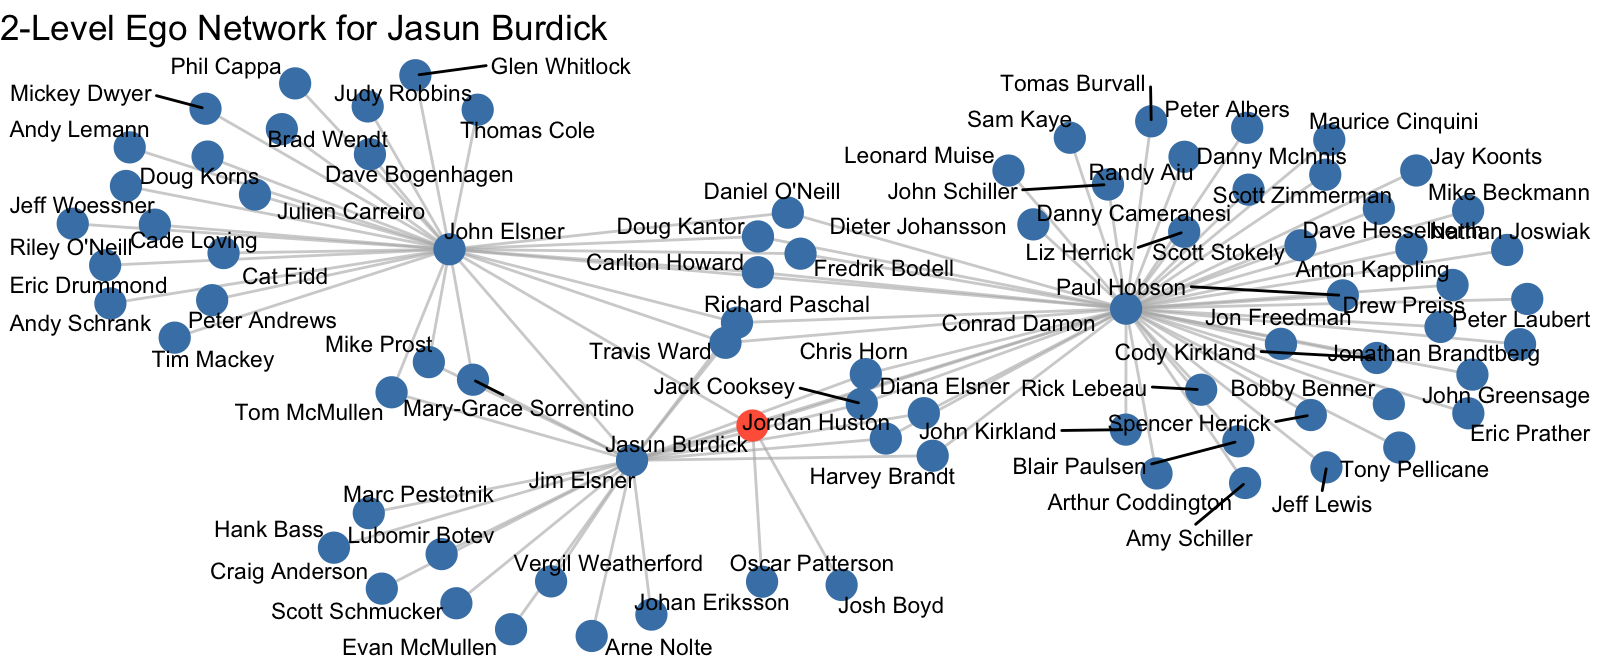 2-Level Ego Network for Jasun Burdick
Phil Cappa
Glen Whitlock
Mickey Dwyer
Judy Robbins
Andy Lemann
Brad Wendt
Thomas Cole
Doug Korns
Dave Bogenhagen
Jeff Woessner
Julien Carreiro
Riley O'Neill
Cade Loving
John Elsner
Eric Drummond
Cat Fidd
Andy Schrank
Peter Andrews
Tim Mackey
Mike Prost
Tom McMullen
Mary-Grace Sorrentino
Daniel O'Neill
Doug Kantor
Carlton Howard
Fredrik Bodell
Richard Paschal
Travis Ward
Chris Horn
Jack Cooksey
Diana Elsner
Jordan Huston
Jasun Burdick
Harvey Brandt
Jim Elsner
Marc Pestotnik
Hank Bass
Lubomir Botev
Craig Anderson
Scott Schmucker
Evan McMullen
Vergil Weatherford
Johan Eriksson
Arne Nolte
Oscar Patterson
Josh Boyd
Tomas Burvall
Peter Albers
Sam Kaye
Maurice Cinquini
Leonard Muise
Danny McInnis
Jay Koonts
John Schiller
Randy Aiu
Scott Zimmerman
Mike Beckmann
Dieter Johansson
Danny Cameranesi
Dave Hesselberth
Nathan Joswiak
Liz Herrick
Scott Stokely
Anton Kappling
Paul Hobson
Drew Preiss
Conrad Damon
Jon Freedman
Peter Laubert
Cody Kirkland
Jonathan Brandtberg
Rick Lebeau
Bobby Benner
John Greensage
John Kirkland
Spencer Herrick
Eric Prather
Blair Paulsen
Tony Pellicane
Arthur Coddington
Jeff Lewis
Amy Schiller